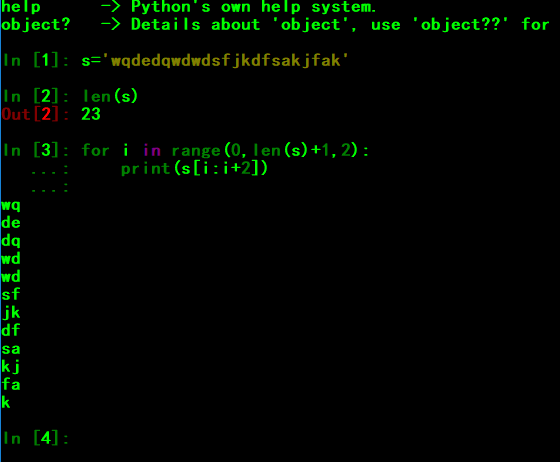 help       -> Python's own help system.
object?    -> Details about 'object', use 'object??' for
In [1]: s='wqdedqwdwdsfjkdfsakjfak'
In [2]: len(s)
Out[2]: 23
In [3]: for i in range(0,len(s)+1,2):
   ...:     print(s[i:i+2])
   ...:
wq
de
dq
wd
wd
sf
jk
df
sa
kj
fa
k
In [4]: